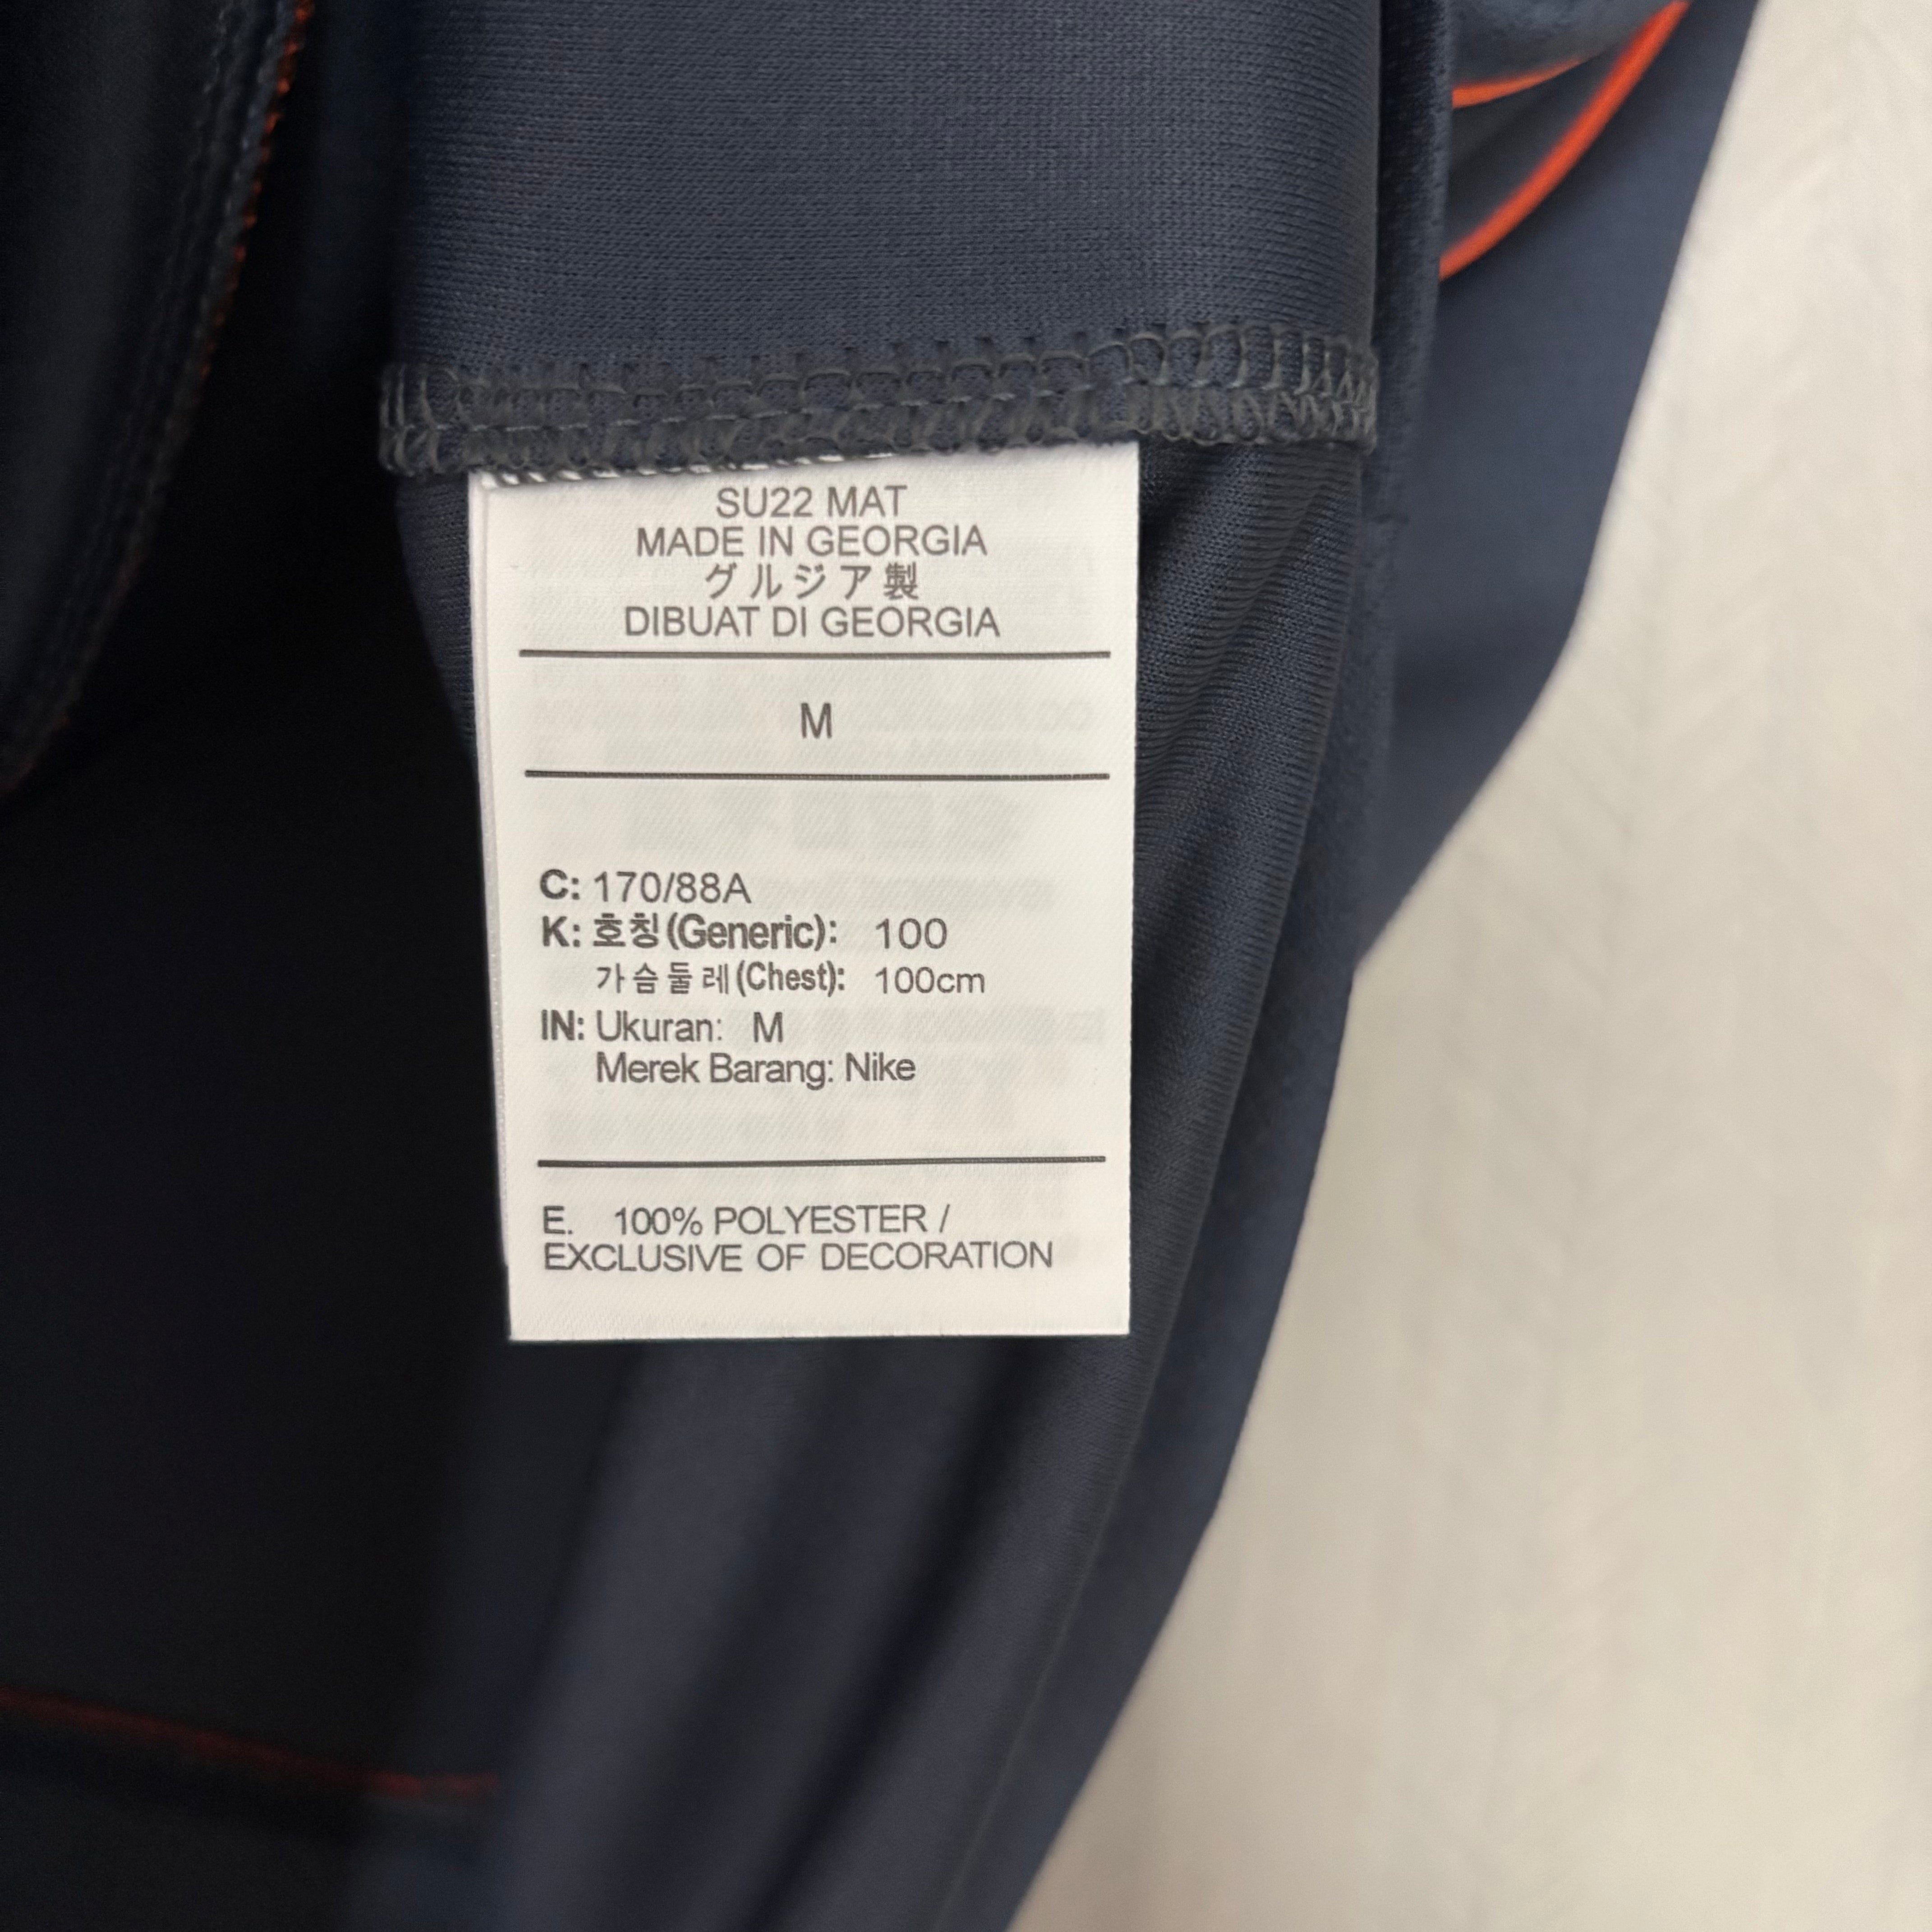 SU22 MAT
MADE IN GEORGIA
グルジア製
DIBUAT DI GEORGIA
M
C: 170/88A
K: 호칭(Generic): 100
가슴둘레(Chest): 100cm
IN: Ukuran: M
Merek Barang: Nike
E. 100% POLYESTER /
EXCLUSIVE OF DECORATION